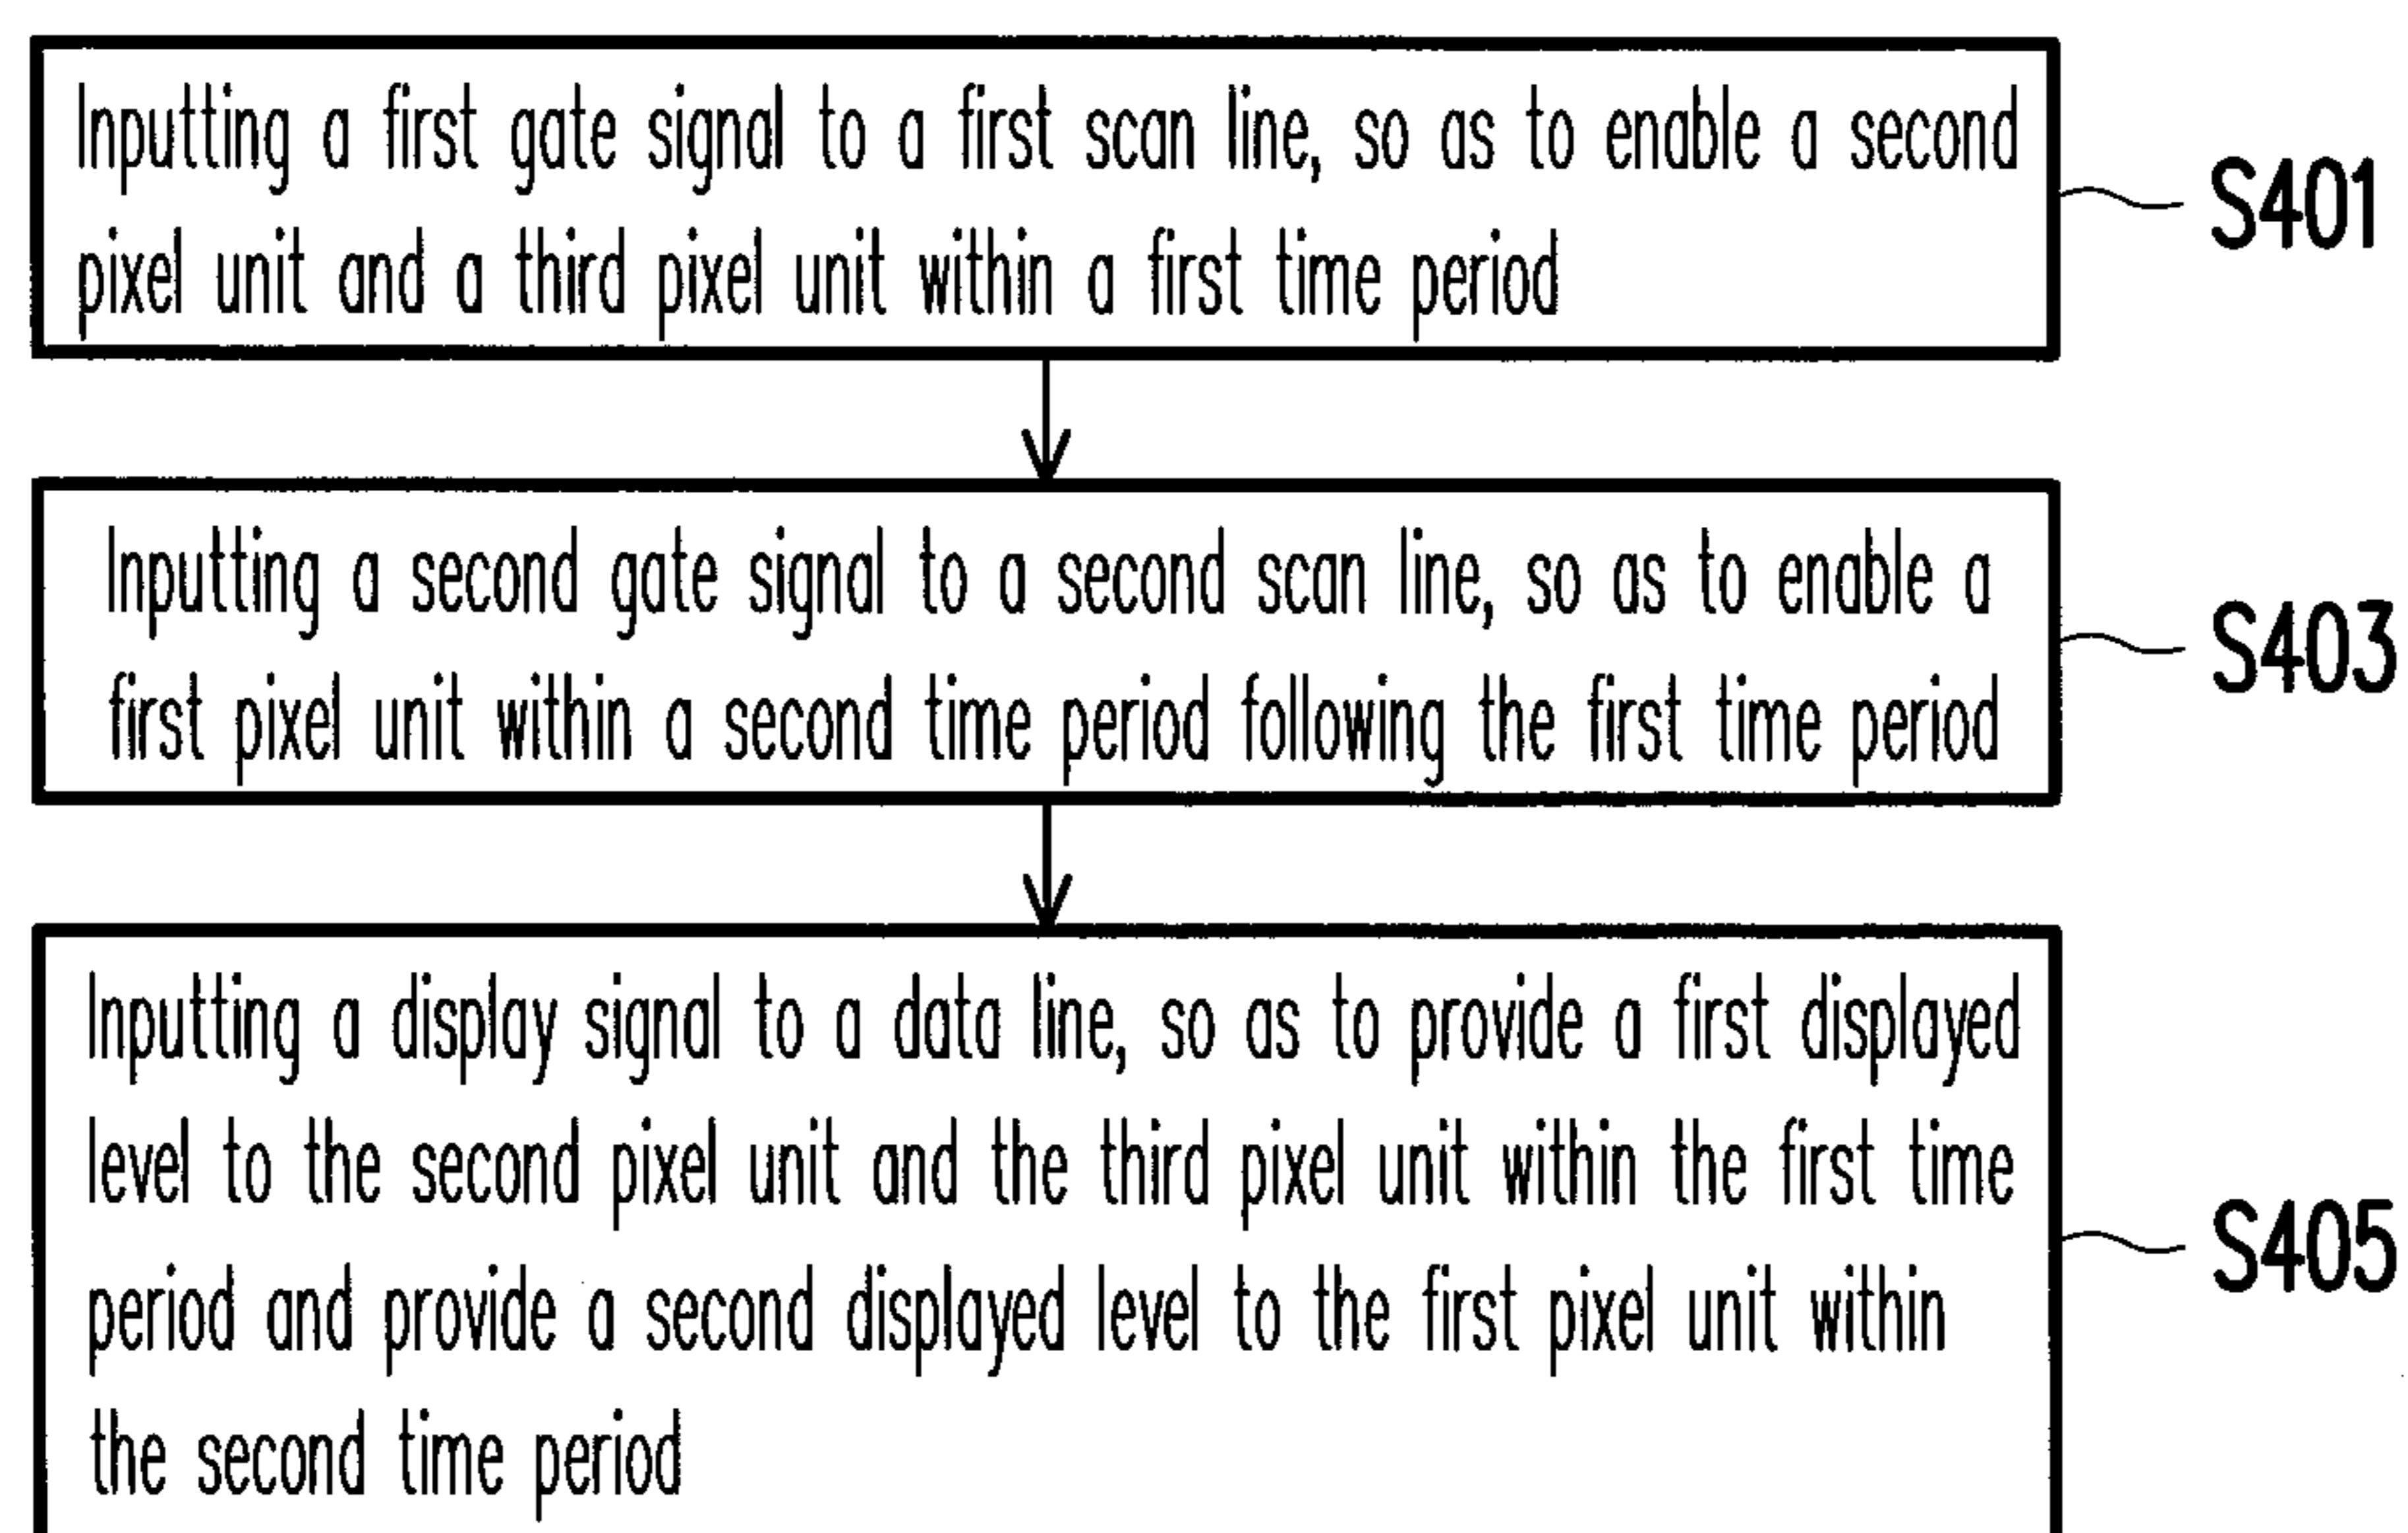 Inputting a first gate signal to a first scan line, so as to enable a second
pixel unit and a third pixel unit within a first time period
S401
Inputting a second gate signal to a second scan line, so as to enable a
first pixel unit within a second time period following the first time period
S403
Inputting a display signal to a data line, so as to provide a first displayed
level to the second pixel unit and the third pixel unit within the first time
period and provide a second displayed level to the first pixel unit within
the second time period
S405